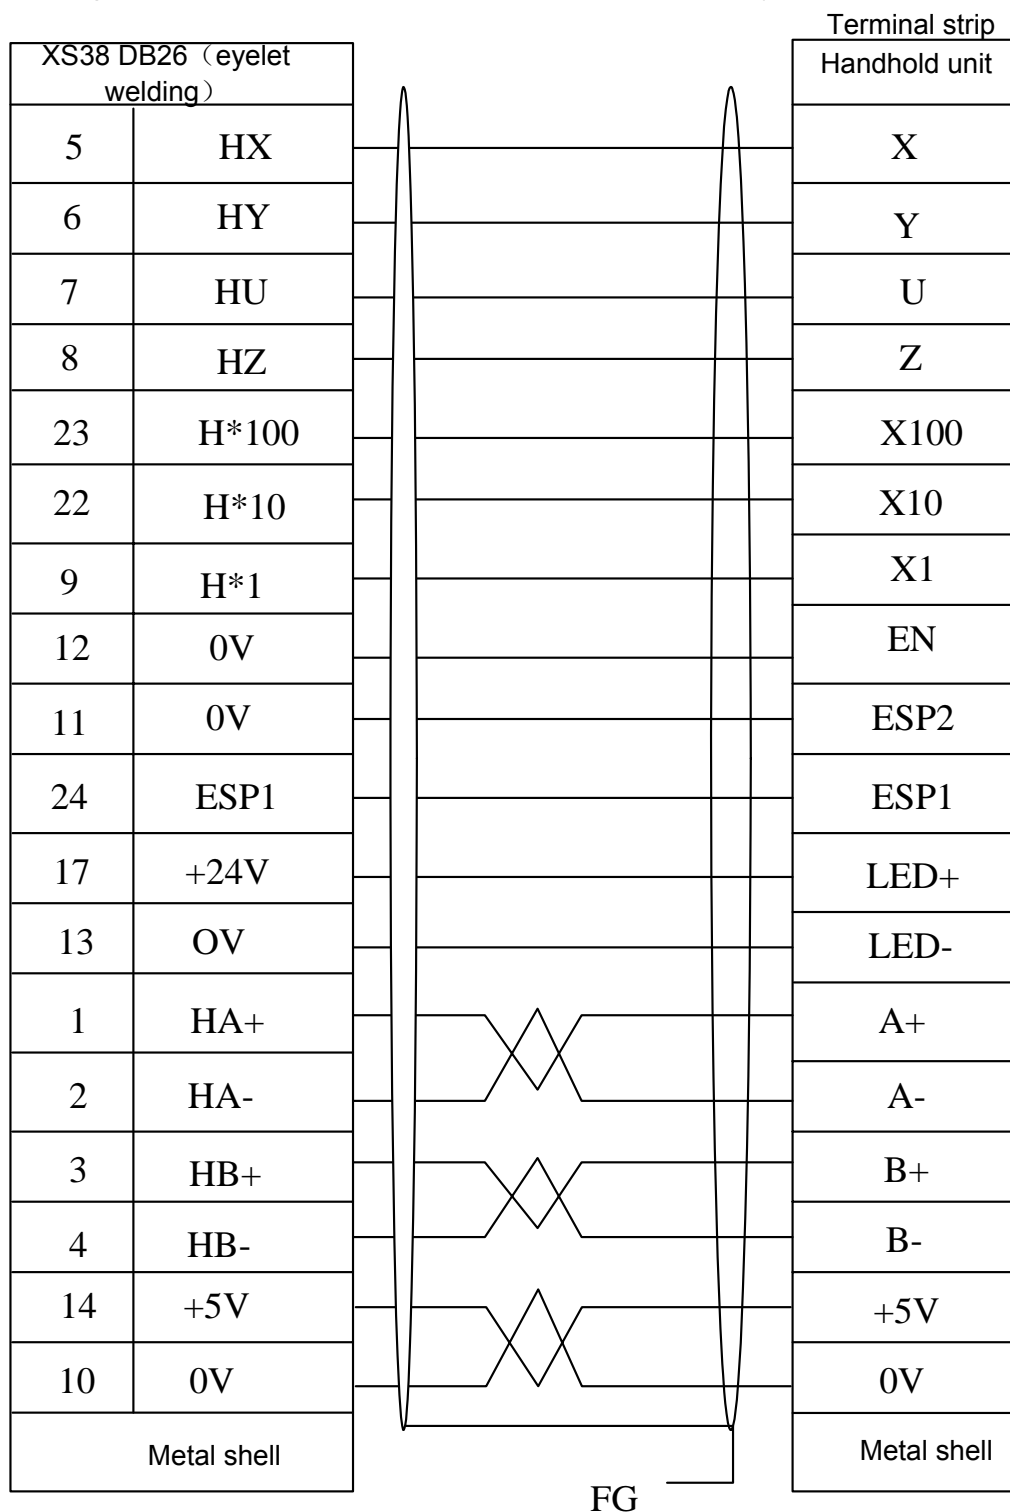 Terminal strip
XS38 DB26（eyelet
welding）
Handhold unit
5 HX X
6 HY Y
7 HU U
8 HZ Z
23 H*100 X100
22 H*10 X10
9 H*1 X1
12 0V EN
11 0V ESP2
24 ESP1 ESP1
17 +24V LED+
13 OV LED-
1 HA+ A+
2 HA- A-
3 HB+ B+
4 HB- B-
14 +5V +5V
10 0V 0V
Metal shell Metal shell
FG